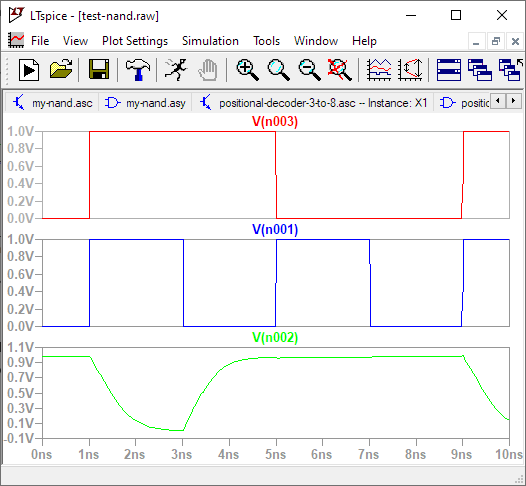 LTspice - [test-nand.raw]
File View Plot Settings Simulation Tools Window Help
my-nand.asc my-nand.asy positional-decoder-3-to-8.asc -- Instance: X1 positio
V(n003)
1.0V
0.8V
0.6V
0.4V
0.2V
0.0V
V(n001)
1.0V
0.8V
0.6V
0.4V
0.2V
0.0V
V(n002)
1.1V
0.9V
0.7V
0.5V
0.3V
0.1V
-0.1V
0ns 1ns 2ns 3ns 4ns 5ns 6ns 7ns 8ns 9ns 10ns